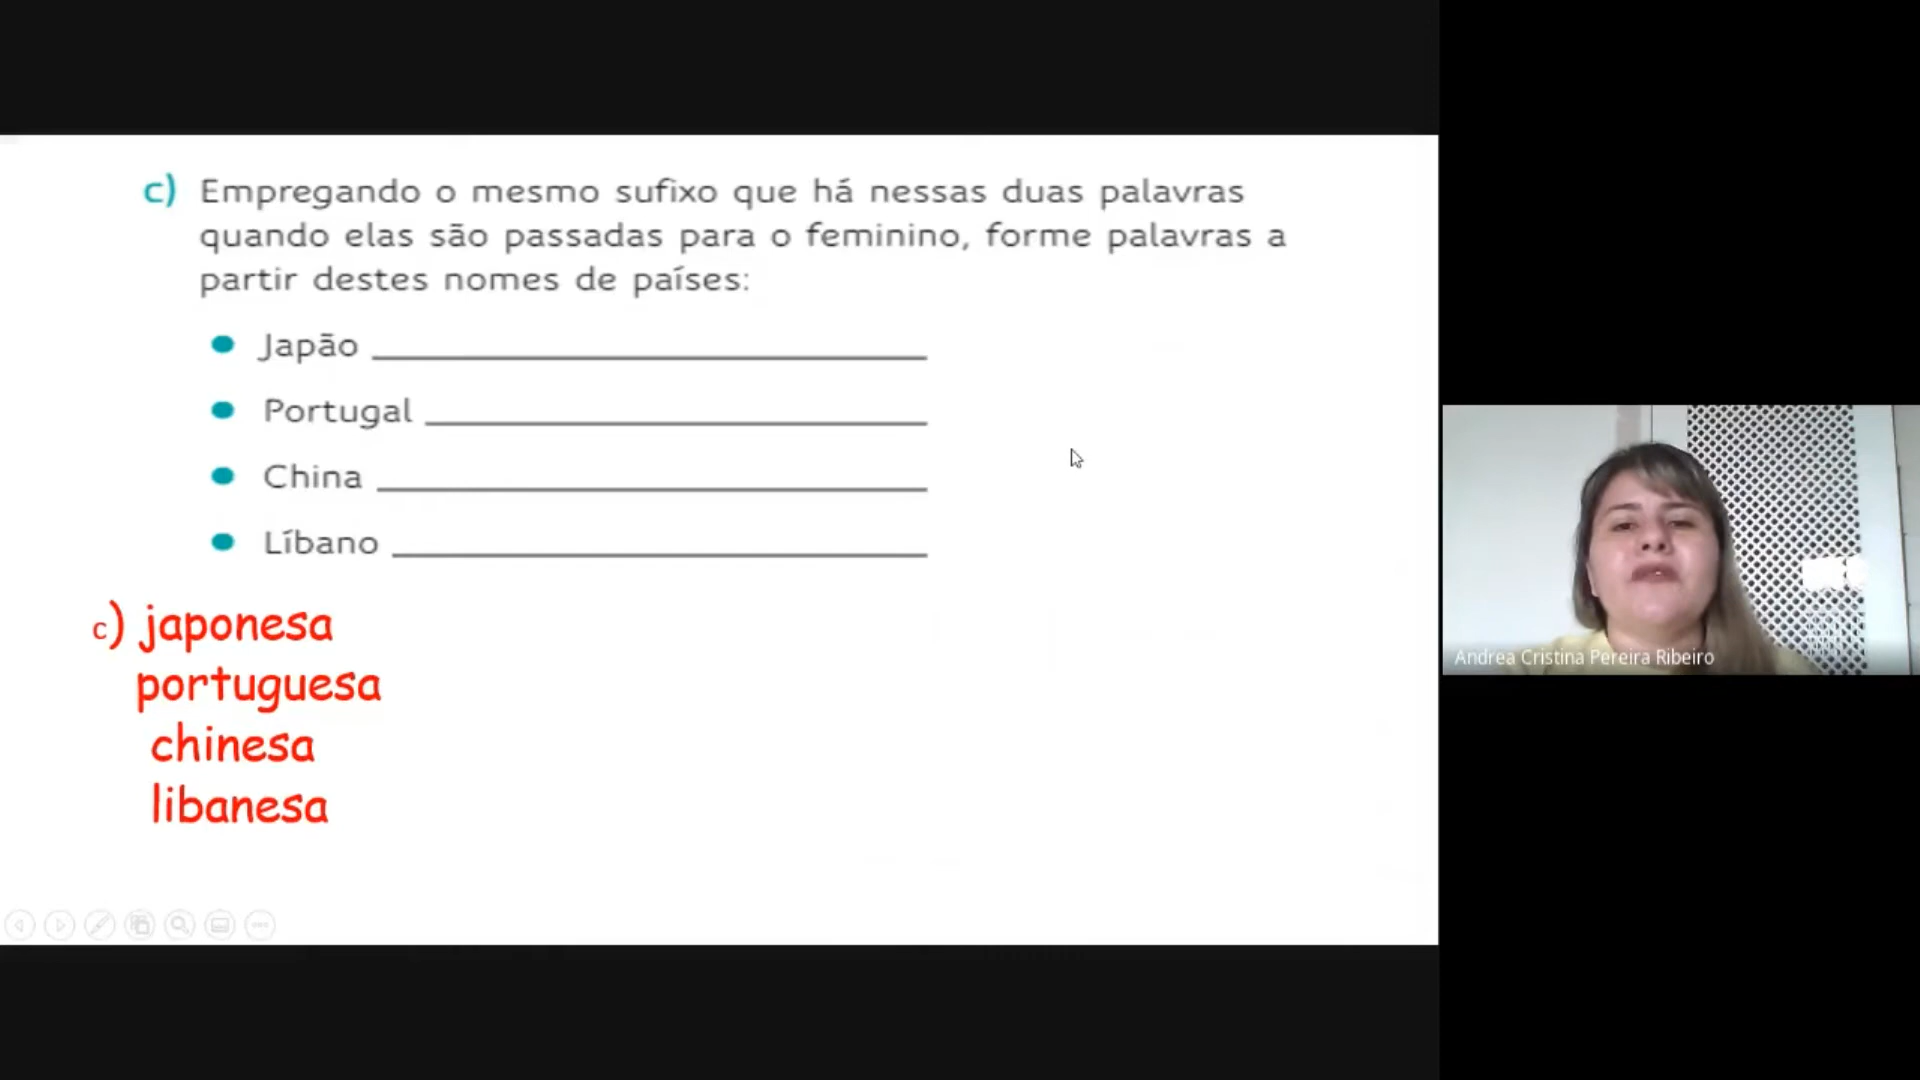 c) Empregando o mesmo sufixo que há nessas duas palavras
quando elas são passadas para o feminino, forme palavras a
partir destes nomes de países:
Japão
Portugal
China
Líbano
c) japonesa
portuguesa
chinesa
libanesa
Andrea Cristina Pereira Ribeiro